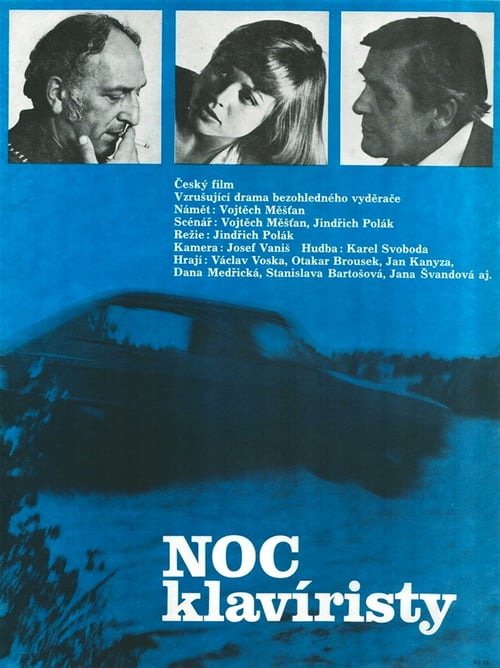 Český film
Vzrušující drama bezohledného vyděrače
Námět: Vojtěch Měšťan
Scénář: Vojtěch Měšťan, Jindřich Polák
Režie: Jindřich Polák
Kamera: Josef Vaniš Hudba: Karel Svoboda
Hrají: Václav Voska, Otakar Brousek, Jan Kanyza,
Dana Medřická, Stanislava Bartošová, Jana Švandová aj.
NOC
klavíristy